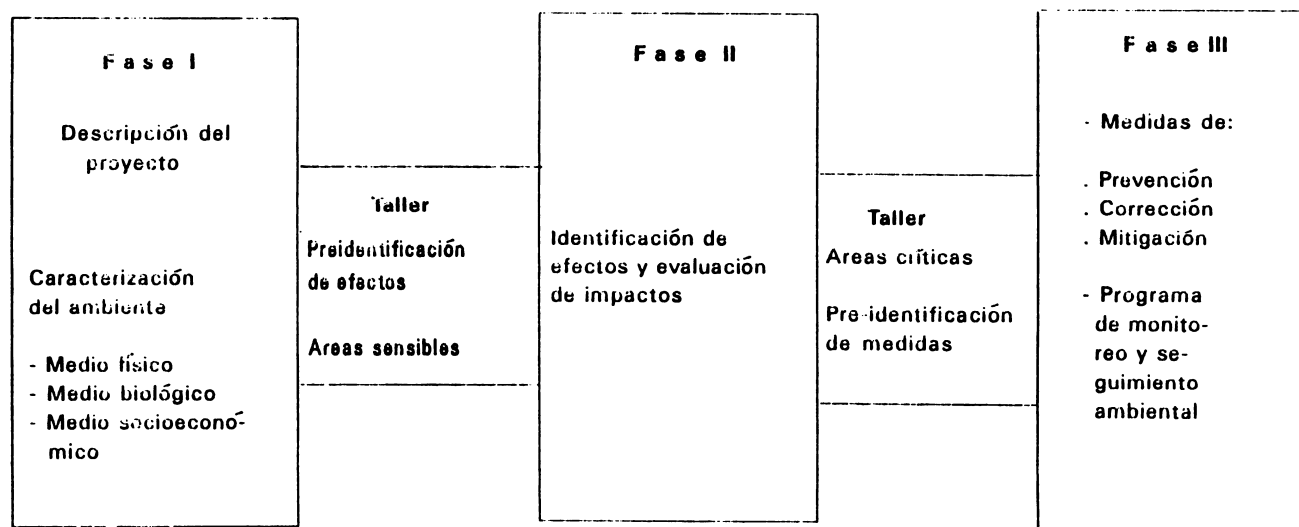 Fase I
Descripción del
proyecto
Caracterización
del ambiente
- Medio físico
- Medio biológico
- Medio socioeconó-
mico
Taller
Preidentificación
de efectos
Areas sensibles
Fase II
Identificación de
efectos y evaluación
de impactos
Taller
Areas críticas
Pre-identificación
de medidas
Fase III
- Medidas de:
. Prevención
. Corrección
. Mitigación
- Programa
de monito-
reo y se-
guimiento
ambiental